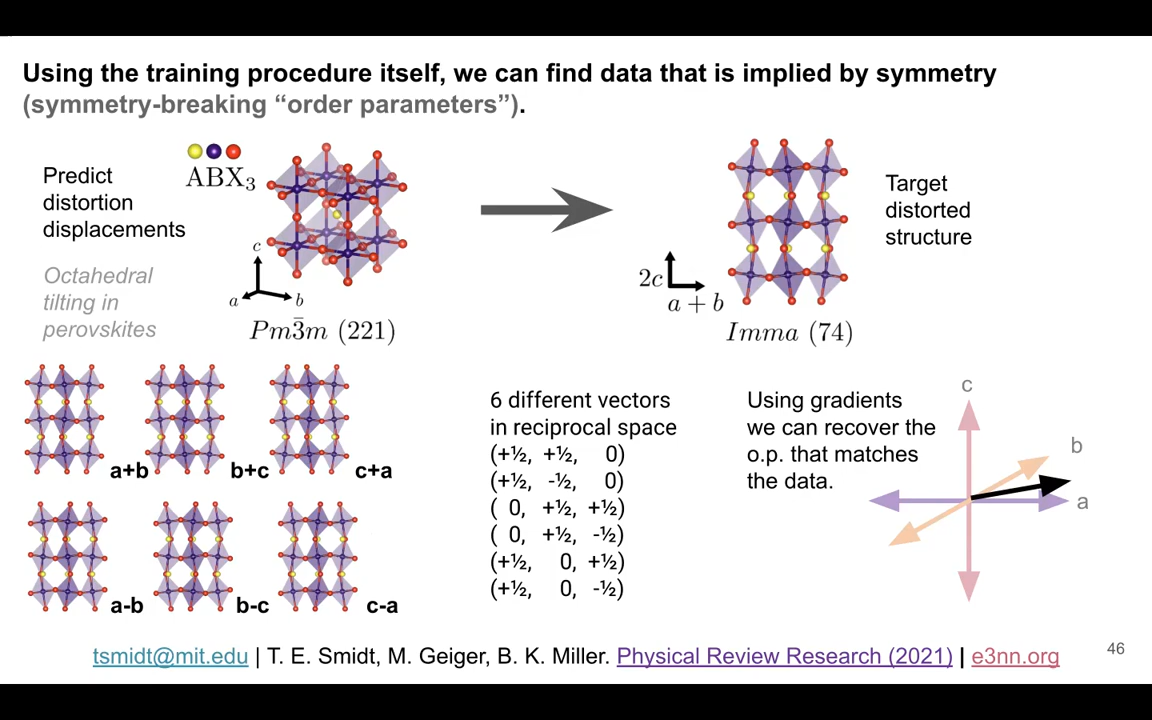 Using the training procedure itself, we can find data that is implied by symmetry
(symmetry-breaking “order parameters”).
Predict
distortion
displacements
Octahedral
tilting in
perovskites
ABX₃
c
a
b
Pm3̅m (221)
2c
a + b
Imma (74)
Target
distorted
structure
a+b
b+c
c+a
a-b
b-c
c-a
6 different vectors
in reciprocal space
(+½, +½, 0)
(+½, -½, 0)
( 0, +½, +½)
( 0, +½, -½)
(+½, 0, +½)
(+½, 0, -½)
Using gradients
we can recover the
o.p. that matches
the data.
c
b
a
tsmidt@mit.edu | T. E. Smidt, M. Geiger, B. K. Miller. Physical Review Research (2021) | e3nn.org
46